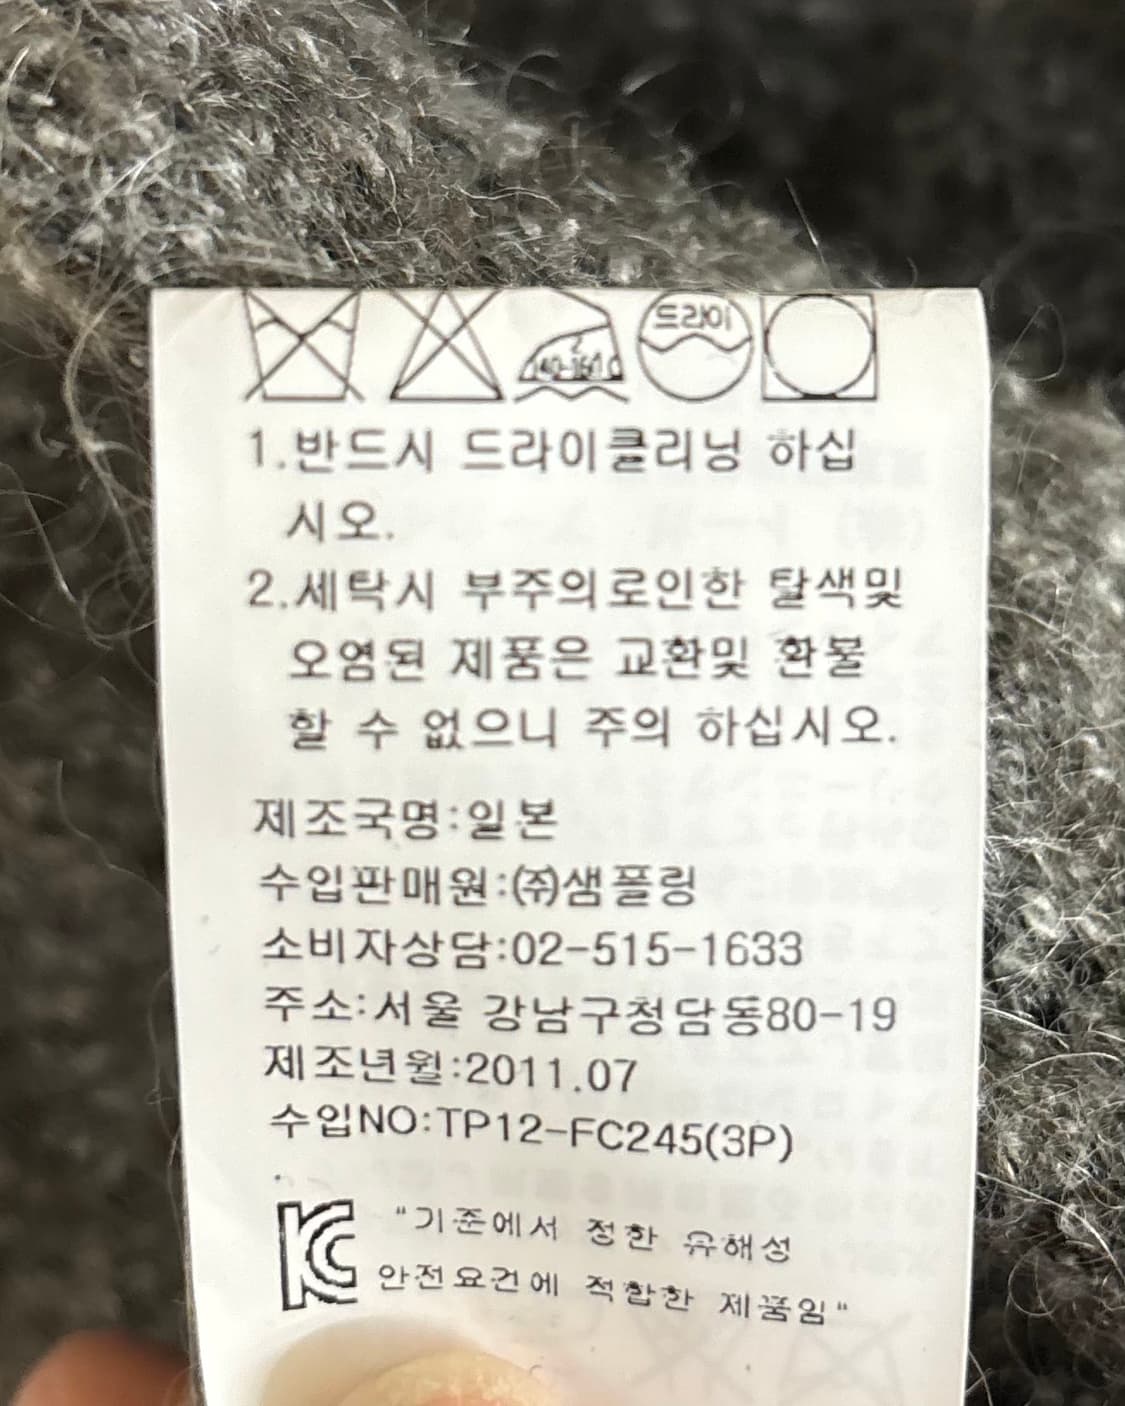 드라이
2
140-160℃
1.반드시 드라이클리닝 하십
시오.
2.세탁시 부주의로인한 탈색및
오염된 제품은 교환및 환불
할 수 없으니 주의 하십시오.
제조국명:일본
수입판매원:㈜샘플링
소비자상담:02-515-1633
주소:서울 강남구청담동80-19
제조년월:2011.07
수입NO:TP12-FC245(3P)
"기준에서 정한 유해성
안전요건에 적합한 제품임"